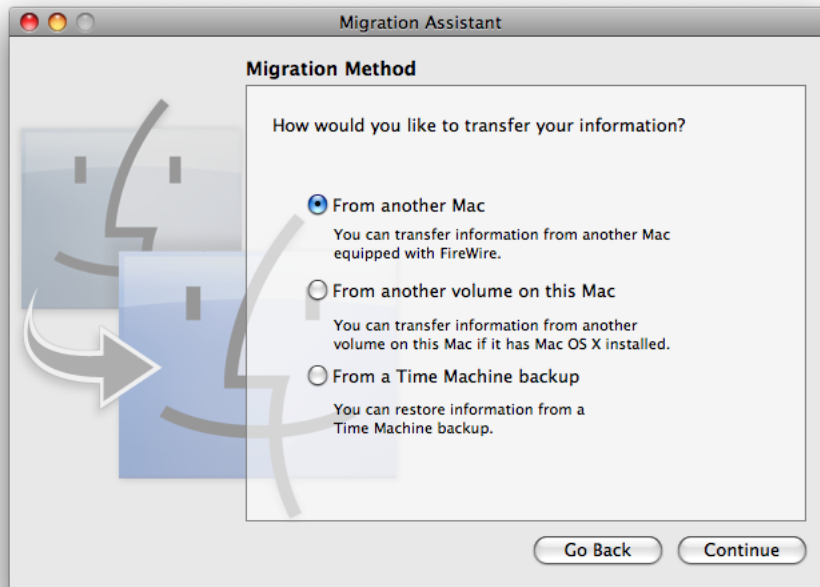 Migration Assistant
Migration Method
How would you like to transfer your information?
From another Mac
You can transfer information from another Mac
equipped with FireWire.
From another volume on this Mac
You can transfer information from another
volume on this Mac if it has Mac OS X installed.
From a Time Machine backup
You can restore information from a
Time Machine backup.
Go Back
Continue